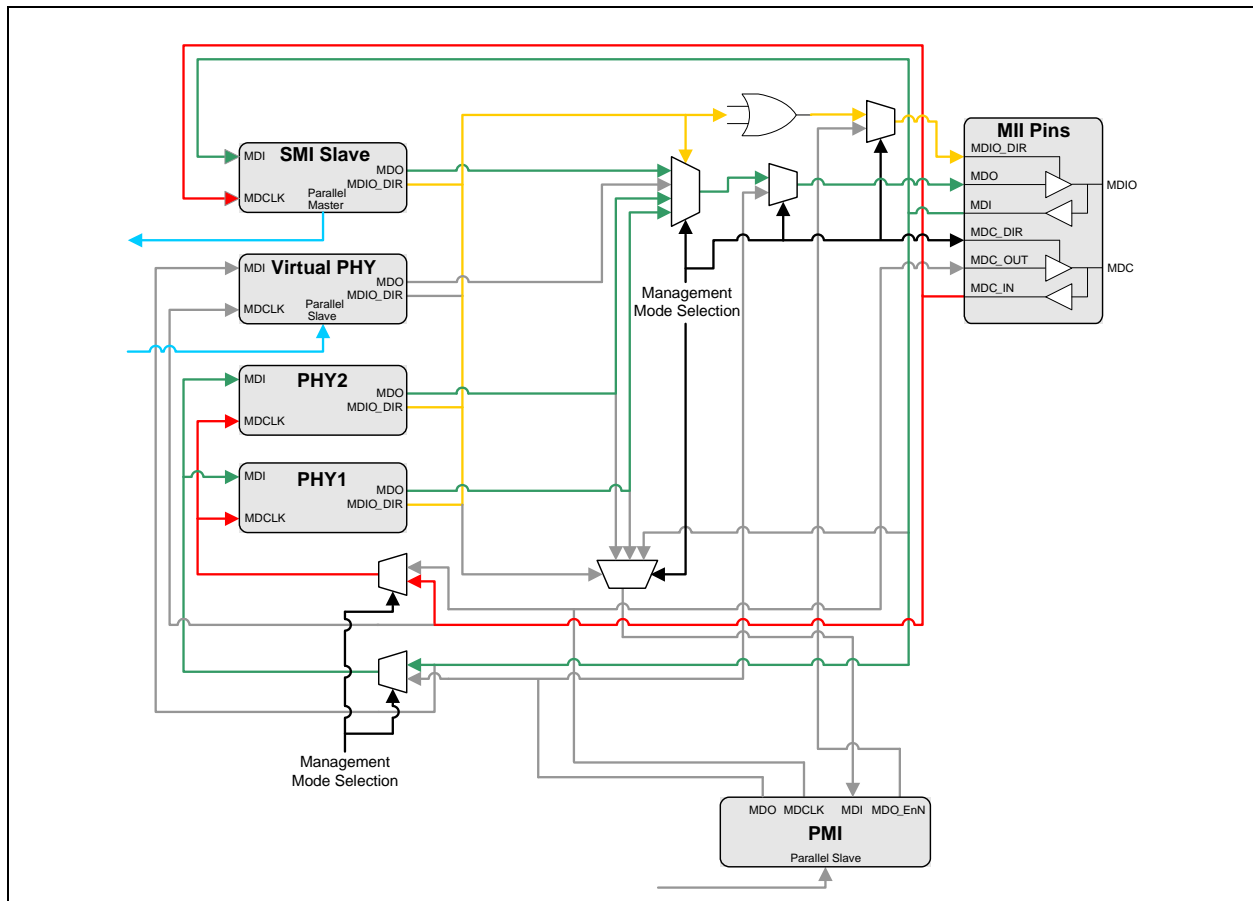 MII Pins
MDIO_DIR
MDO
MDIO
MDI
MDC_DIR
MDC_OUT
MDC
MDC_IN
SMI Slave
MDI
MDO
MDIO_DIR
MDCLK
Parallel
Master
Virtual PHY
MDI
MDO
MDIO_DIR
MDCLK
Parallel
Slave
Management
Mode Selection
PHY2
MDI
MDO
MDIO_DIR
MDCLK
PHY1
MDI
MDO
MDIO_DIR
MDCLK
Management
Mode Selection
MDO
MDCLK
MDI
MDO_EnN
PMI
Parallel Slave